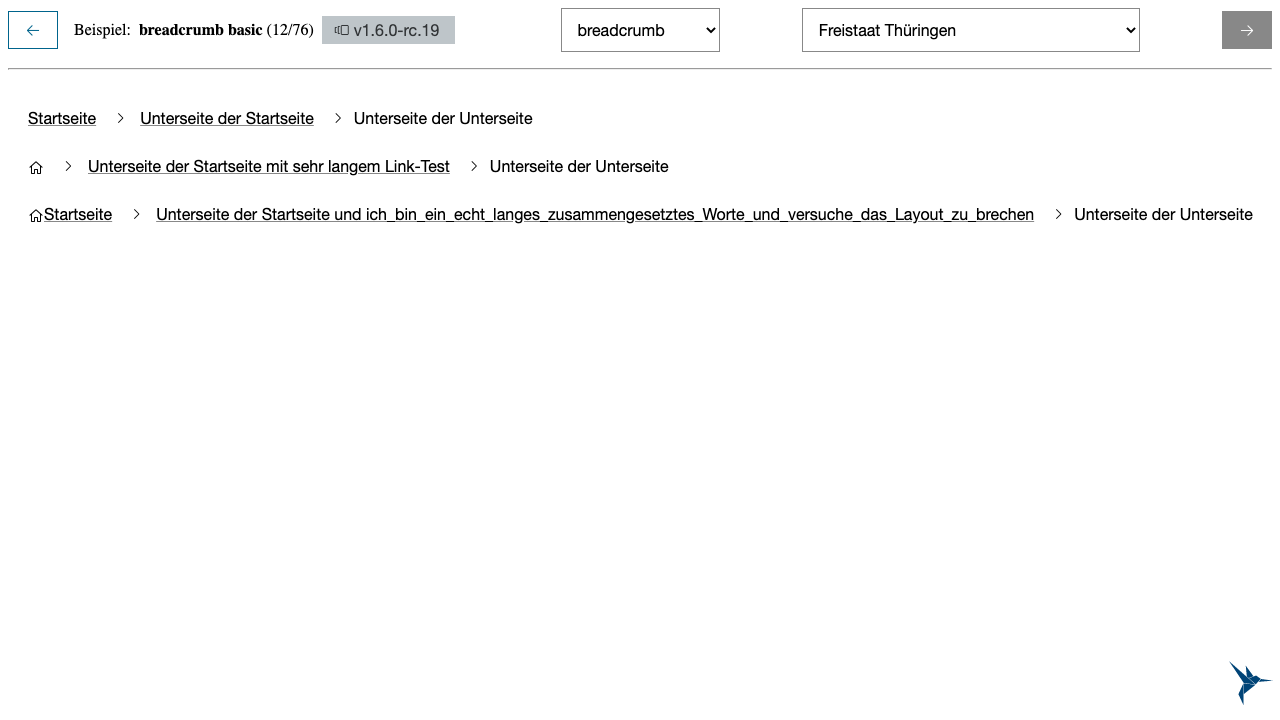 Beispiel: breadcrumb basic (12/76) v1.6.0-rc.19 breadcrumb Freistaat Thüringen
Startseite Unterseite der Startseite Unterseite der Unterseite
Unterseite der Startseite mit sehr langem Link-Test Unterseite der Unterseite
Startseite Unterseite der Startseite und ich_bin_ein_echt_langes_zusammengesetztes_Worte_und_versuche_das_Layout_zu_brechen Unterseite der Unterseite